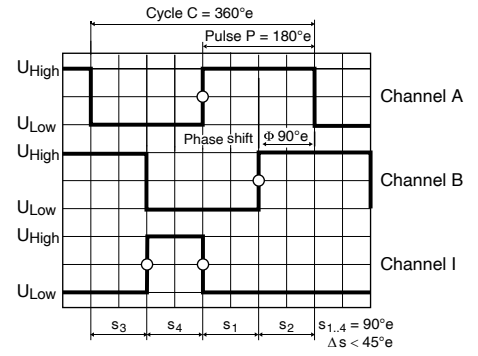 Cycle C = 360°e
Pulse P = 180°e
UHigh
Channel A
ULow
Phase shift Φ 90°e
UHigh
Channel B
ULow
UHigh
Channel I
ULow
s3 s4 s1 s2 s1..4 = 90°e
Δs < 45°e